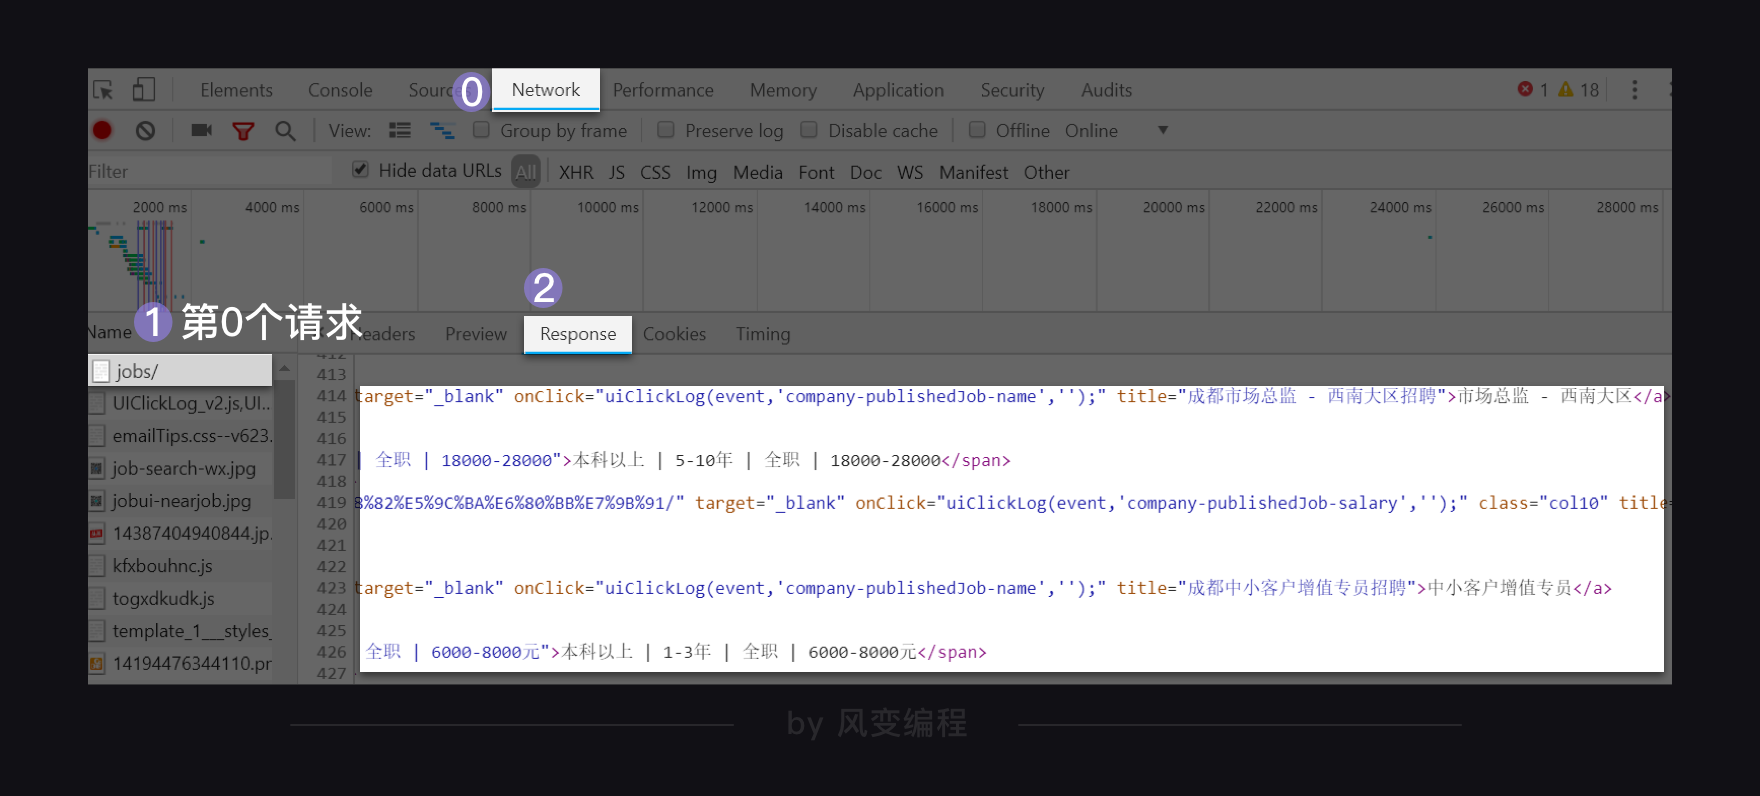 Elements Console Sources 0 Network Performance Memory Application Security Audits 1 18
View: Group by frame Preserve log Disable cache Offline Online
Filter Hide data URLs All XHR JS CSS Img Media Font Doc WS Manifest Other
2000 ms 4000 ms 6000 ms 8000 ms 10000 ms 12000 ms 14000 ms 16000 ms 18000 ms 20000 ms 22000 ms 24000 ms 26000 ms 28000 ms
2
1 第0个请求
Name Headers Preview Response Cookies Timing
jobs/
UIClickLog_v2.js,UI...
emailTips.css--v623.
job-search-wx.jpg
jobui-nearjob.jpg
14387404940844.jp.
kfxbouhnc.js
togxdkudk.js
template_1___styles_
14194476344110.pr
412
413
414 target="_blank" onClick="uiClickLog(event,'company-publishedJob-name','');" title="成都市场总监 - 西南大区招聘">市场总监 - 西南大区</a>
415
416
417 | 全职 | 18000-28000">本科以上 | 5-10年 | 全职 | 18000-28000</span>
418
419 8%82%E5%9C%BA%E6%80%BB%E7%9B%91/" target="_blank" onClick="uiClickLog(event,'company-publishedJob-salary','');" class="col10" title=
420
421
422
423 target="_blank" onClick="uiClickLog(event,'company-publishedJob-name','');" title="成都中小客户增值专员招聘">中小客户增值专员</a>
424
425
426 全职 | 6000-8000元">本科以上 | 1-3年 | 全职 | 6000-8000元</span>
427
by 风变编程